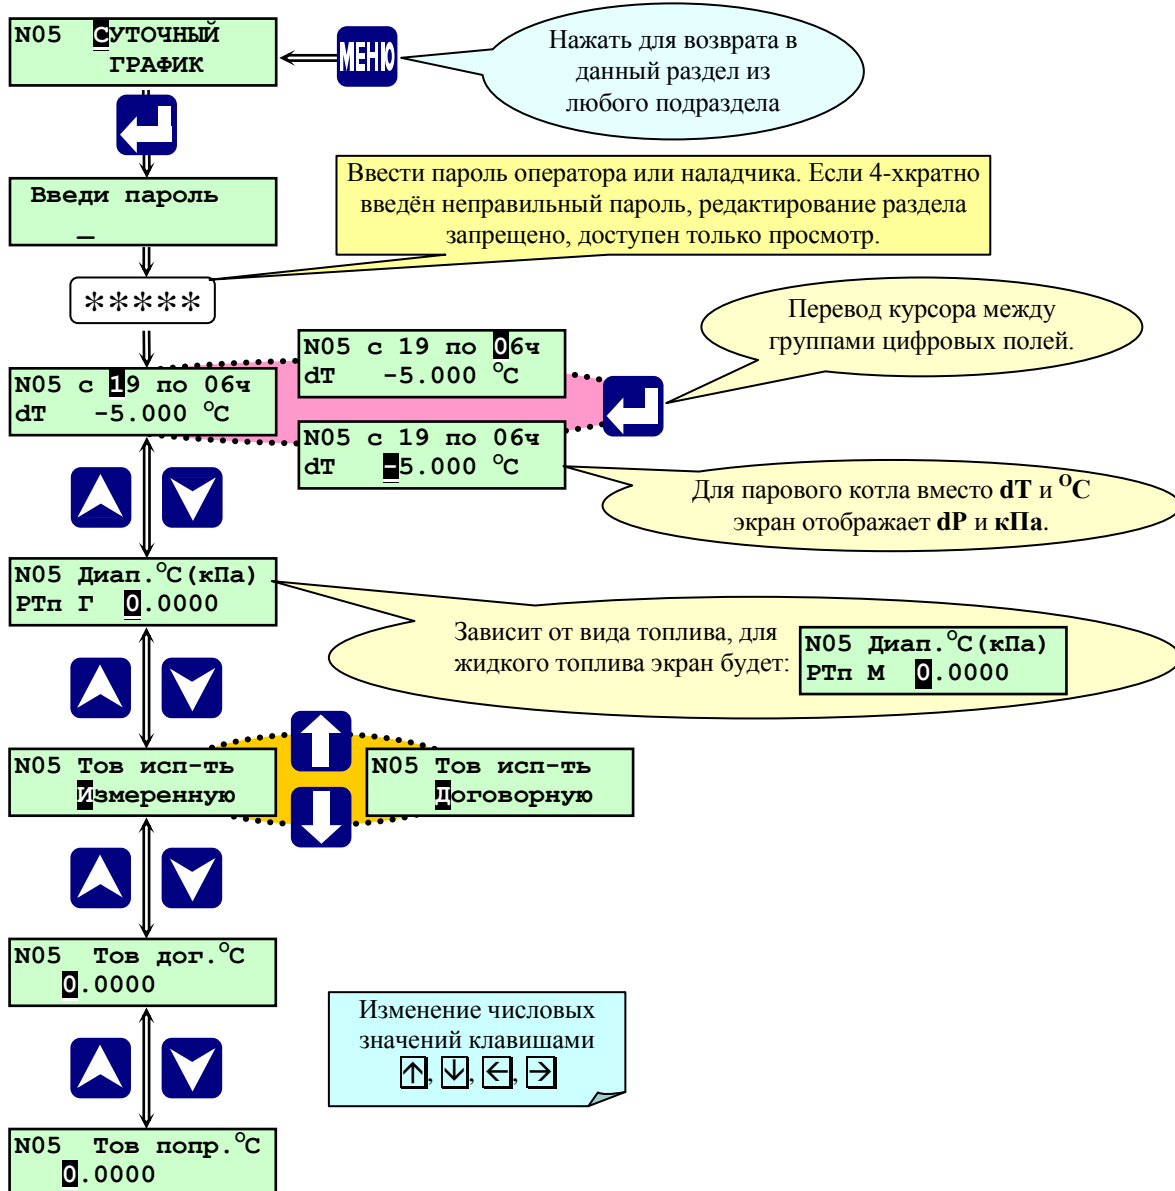 N05 СУТОЧНЫЙ
ГРАФИК
МЕНЮ
Нажать для возврата в
данный раздел из
любого подраздела
Введи пароль
_
Ввести пароль оператора или наладчика. Если 4-хкратно
введён неправильный пароль, редактирование раздела
запрещено, доступен только просмотр.
*****
Перевод курсора между
группами цифровых полей.
N05 с 19 по 06ч
dT -5.000 °C
N05 с 19 по 06ч
dT -5.000 °C
N05 с 19 по 06ч
dT -5.000 °C
Для парового котла вместо dT и °C
экран отображает dP и кПа.
N05 Диап.°C(кПа)
РТп Г 0.0000
Зависит от вида топлива, для
жидкого топлива экран будет:
N05 Диап.°C(кПа)
РТп М 0.0000
N05 Тов исп-ть
Измеренную
N05 Тов исп-ть
Договорную
N05 Тов дог.°C
0.0000
Изменение числовых
значений клавишами
↑, ↓, ←, →
N05 Тов попр.°C
0.0000